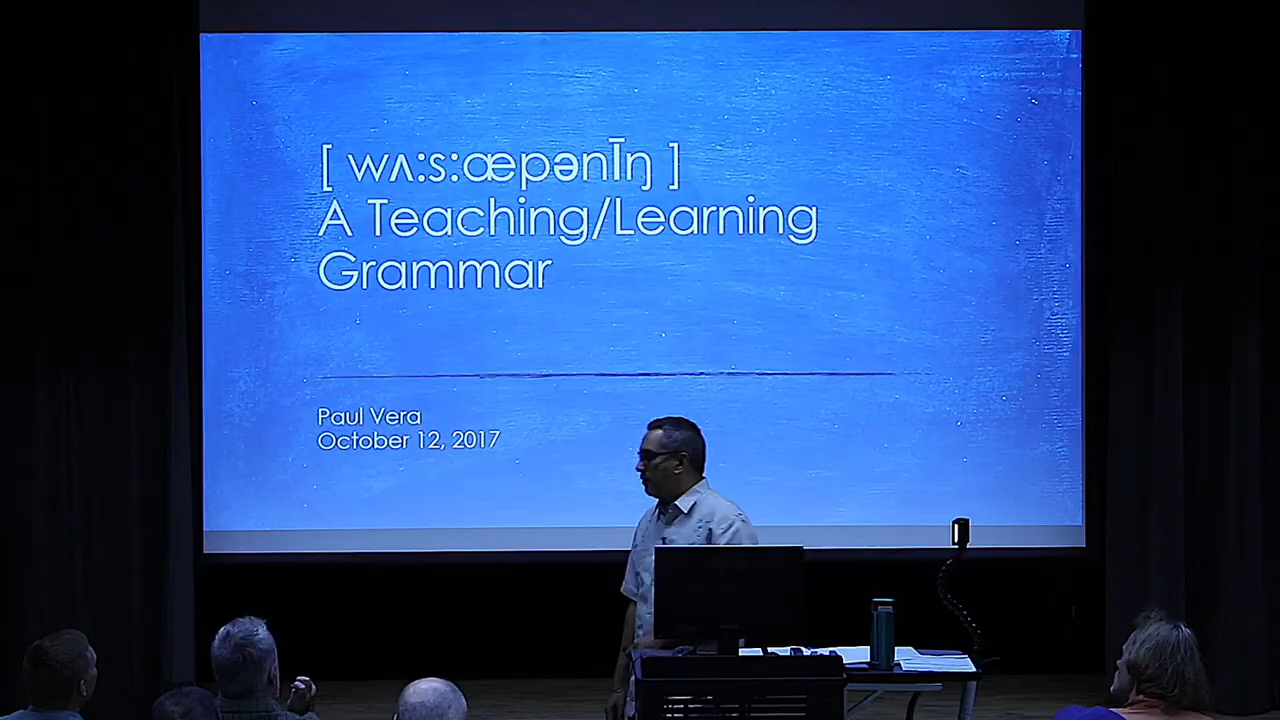 [ wʌ:s:æpənĪŋ ]
A Teaching/Learning
Grammar
Paul Vera
October 12, 2017